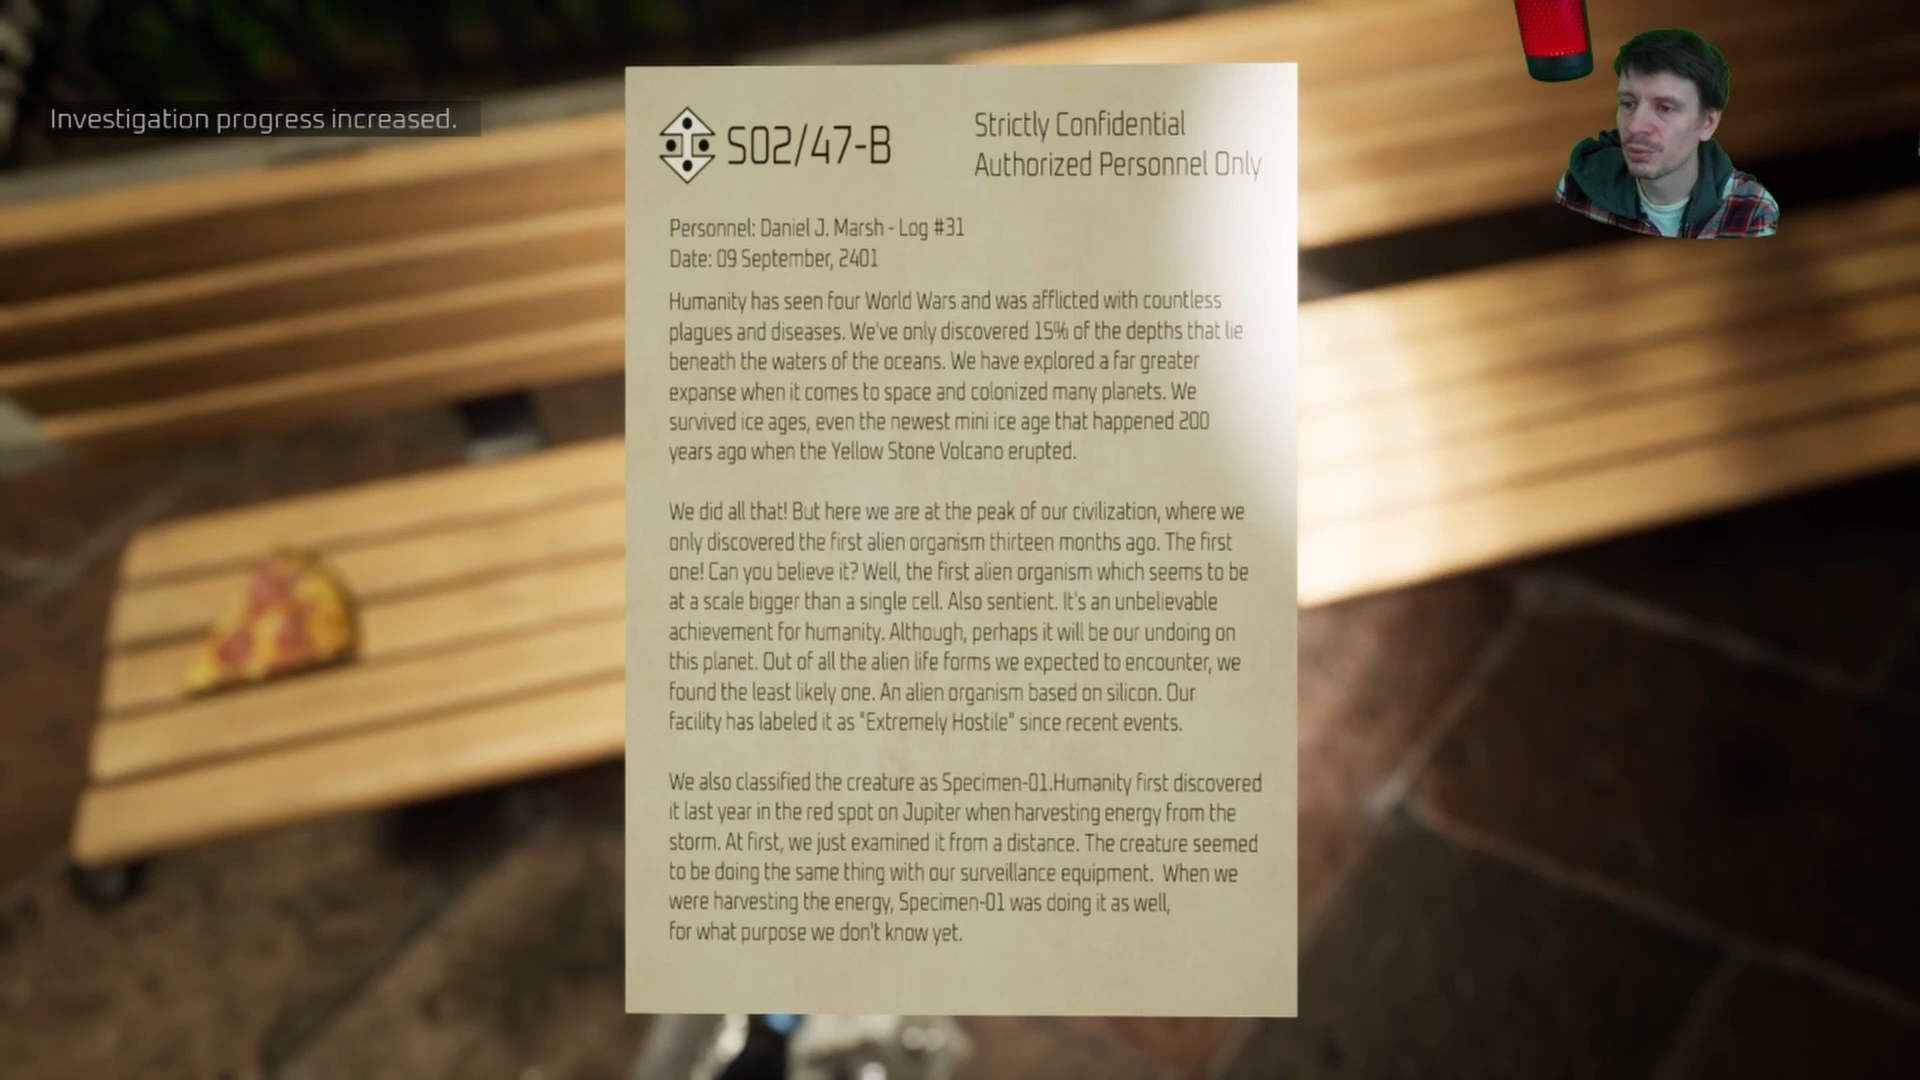 Investigation progress increased.
S02/47-B
Strictly Confidential
Authorized Personnel Only
Personnel: Daniel J. Marsh - Log #31
Date: 09 September, 2401
Humanity has seen four World Wars and was afflicted with countless
plagues and diseases. We've only discovered 15% of the depths that lie
beneath the waters of the oceans. We have explored a far greater
expanse when it comes to space and colonized many planets. We
survived ice ages, even the newest mini ice age that happened 200
years ago when the Yellow Stone Volcano erupted.
We did all that! But here we are at the peak of our civilization, where we
only discovered the first alien organism thirteen months ago. The first
one! Can you believe it? Well, the first alien organism which seems to be
at a scale bigger than a single cell. Also sentient. It's an unbelievable
achievement for humanity. Although, perhaps it will be our undoing on
this planet. Out of all the alien life forms we expected to encounter, we
found the least likely one. An alien organism based on silicon. Our
facility has labeled it as "Extremely Hostile" since recent events.
We also classified the creature as Specimen-01.Humanity first discovered
it last year in the red spot on Jupiter when harvesting energy from the
storm. At first, we just examined it from a distance. The creature seemed
to be doing the same thing with our surveillance equipment. When we
were harvesting the energy, Specimen-01 was doing it as well,
for what purpose we don't know yet.